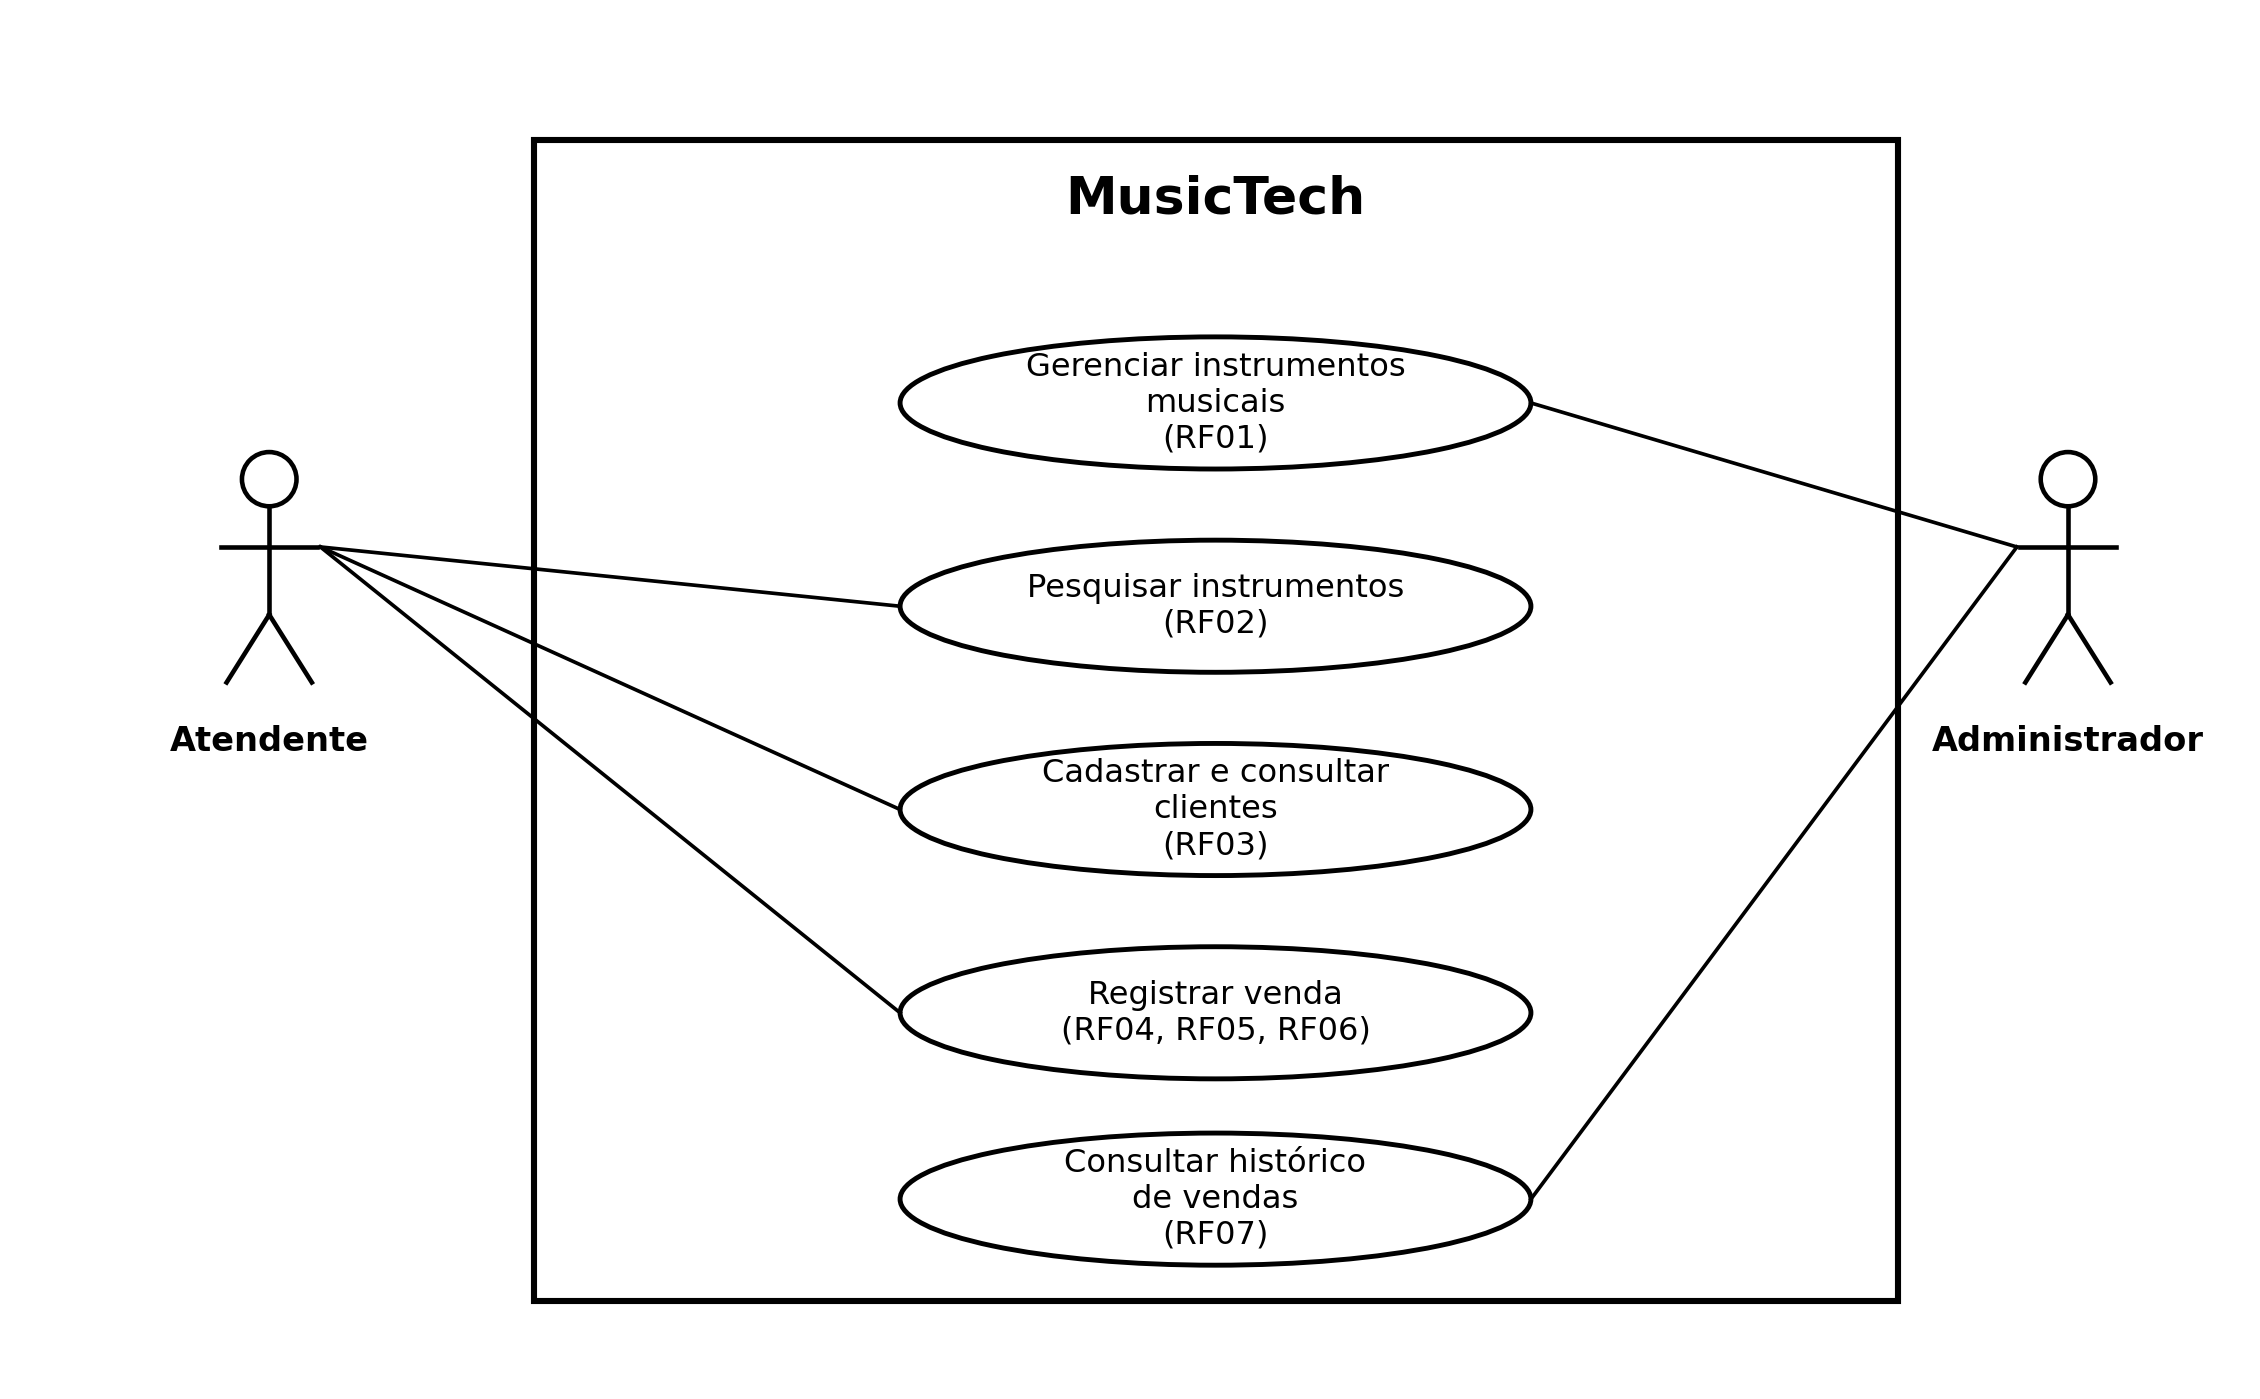 MusicTech
Gerenciar instrumentos
musicais
(RF01)
Pesquisar instrumentos
(RF02)
Atendente
Administrador
Cadastrar e consultar
clientes
(RF03)
Registrar venda
(RF04, RF05, RF06)
Consultar histórico
de vendas
(RF07)